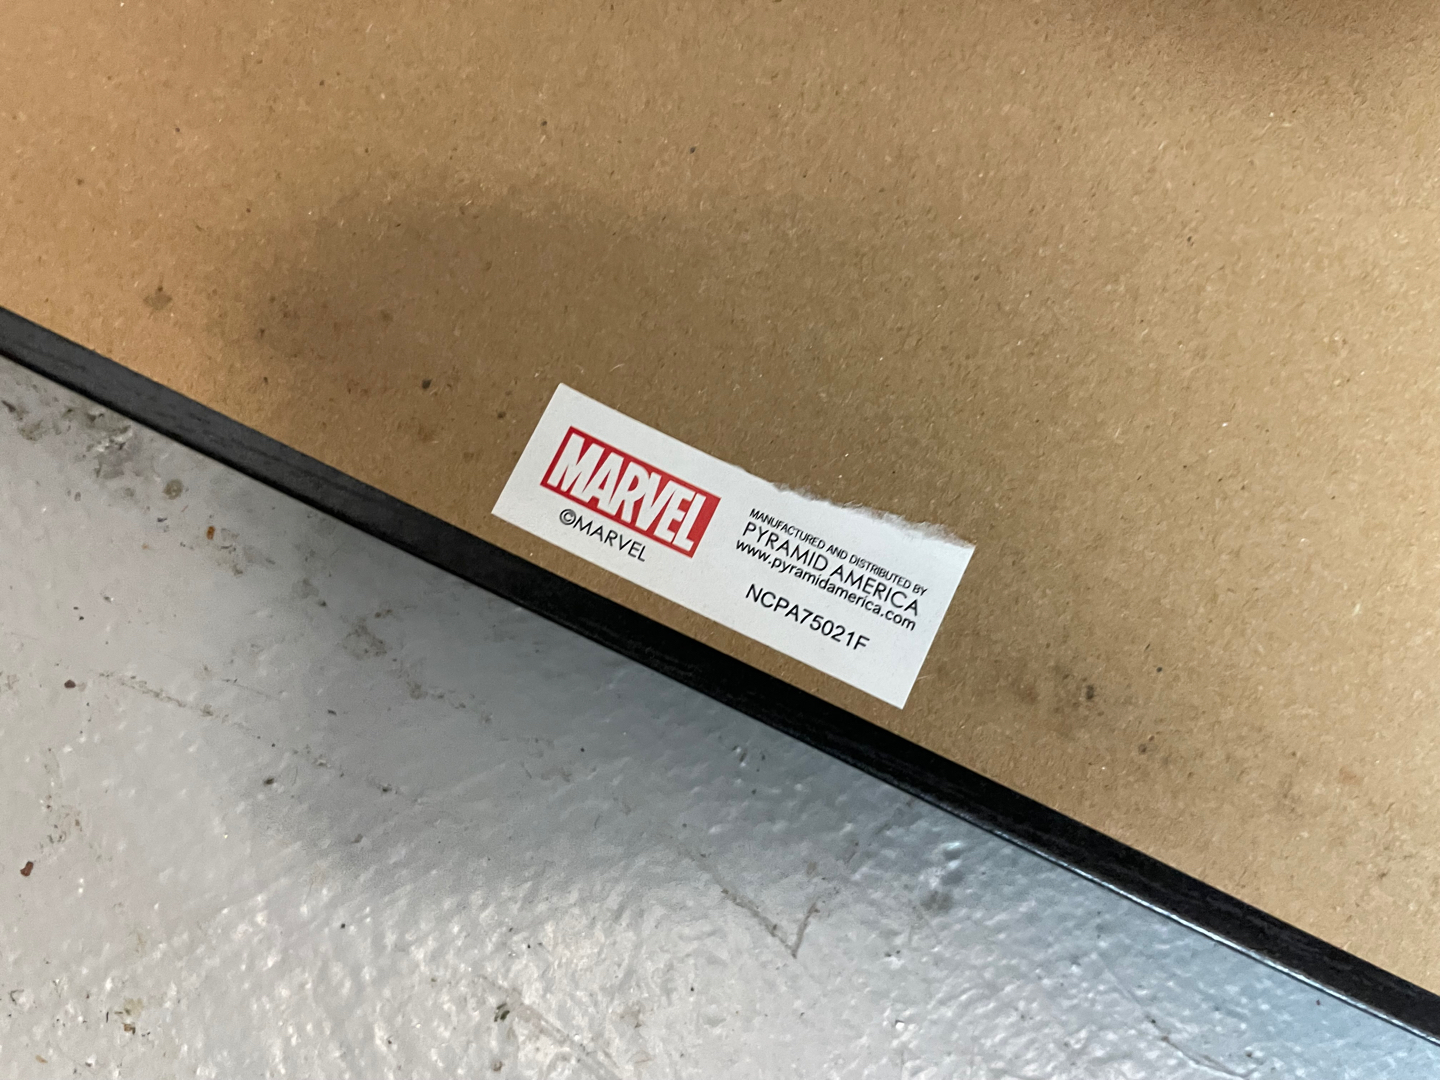 MARVEL
©MARVEL
MANUFACTURED AND DISTRIBUTED BY
PYRAMID AMERICA
www.pyramidamerica.com
NCPA75021F